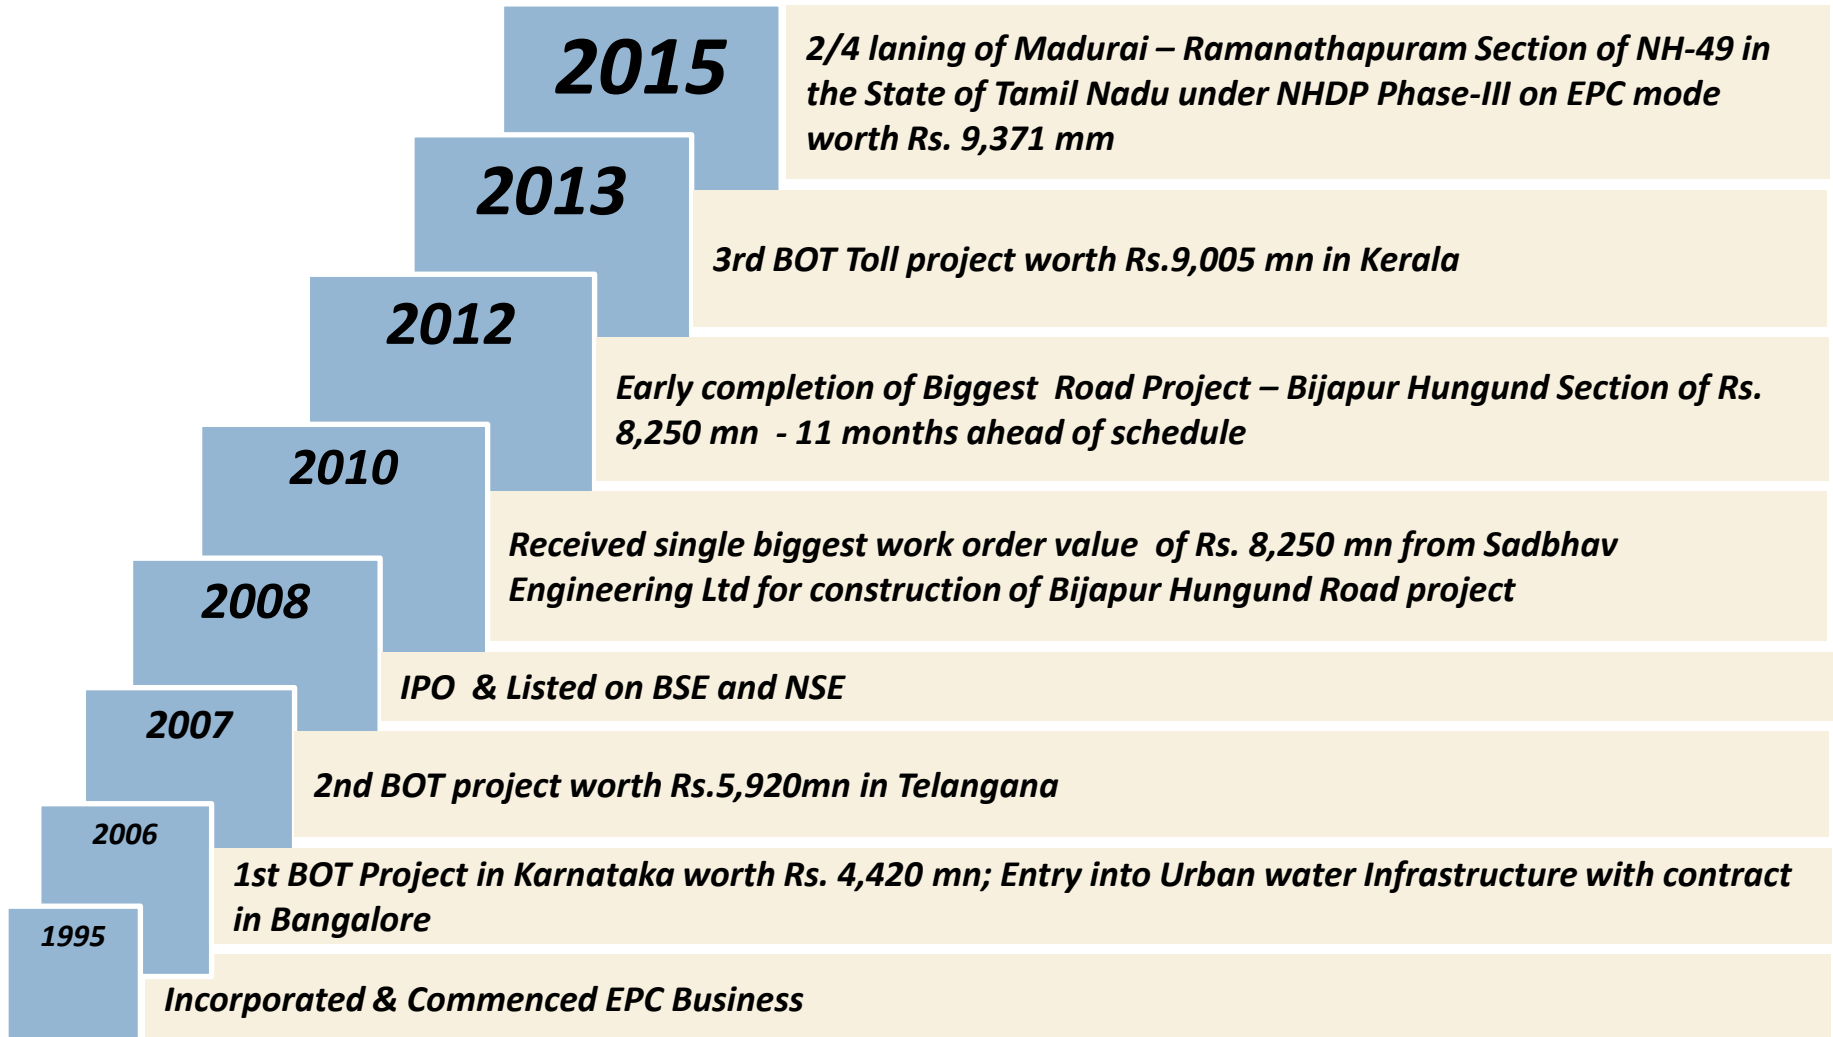 2015
2/4 laning of Madurai – Ramanathapuram Section of NH-49 in
the State of Tamil Nadu under NHDP Phase-III on EPC mode
worth Rs. 9,371 mm
2013
3rd BOT Toll project worth Rs.9,005 mn in Kerala
2012
Early completion of Biggest  Road Project – Bijapur Hungund Section of Rs.
8,250 mn  - 11 months ahead of schedule
2010
Received single biggest work order value  of Rs. 8,250 mn from Sadbhav
Engineering Ltd for construction of Bijapur Hungund Road project
2008
IPO  & Listed on BSE and NSE
2007
2nd BOT project worth Rs.5,920mn in Telangana
2006
1st BOT Project in Karnataka worth Rs. 4,420 mn; Entry into Urban water Infrastructure with contract
in Bangalore
1995
Incorporated & Commenced EPC Business